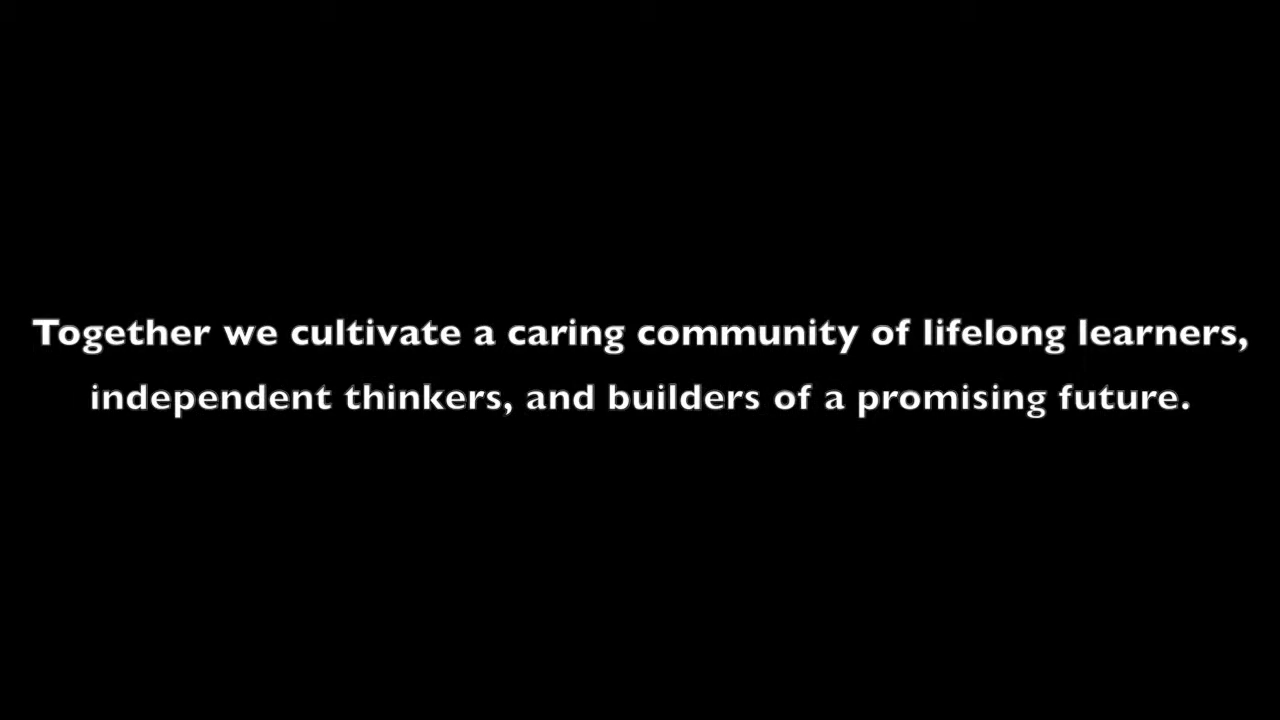 Together we cultivate a caring community of lifelong learners,
independent thinkers, and builders of a promising future.